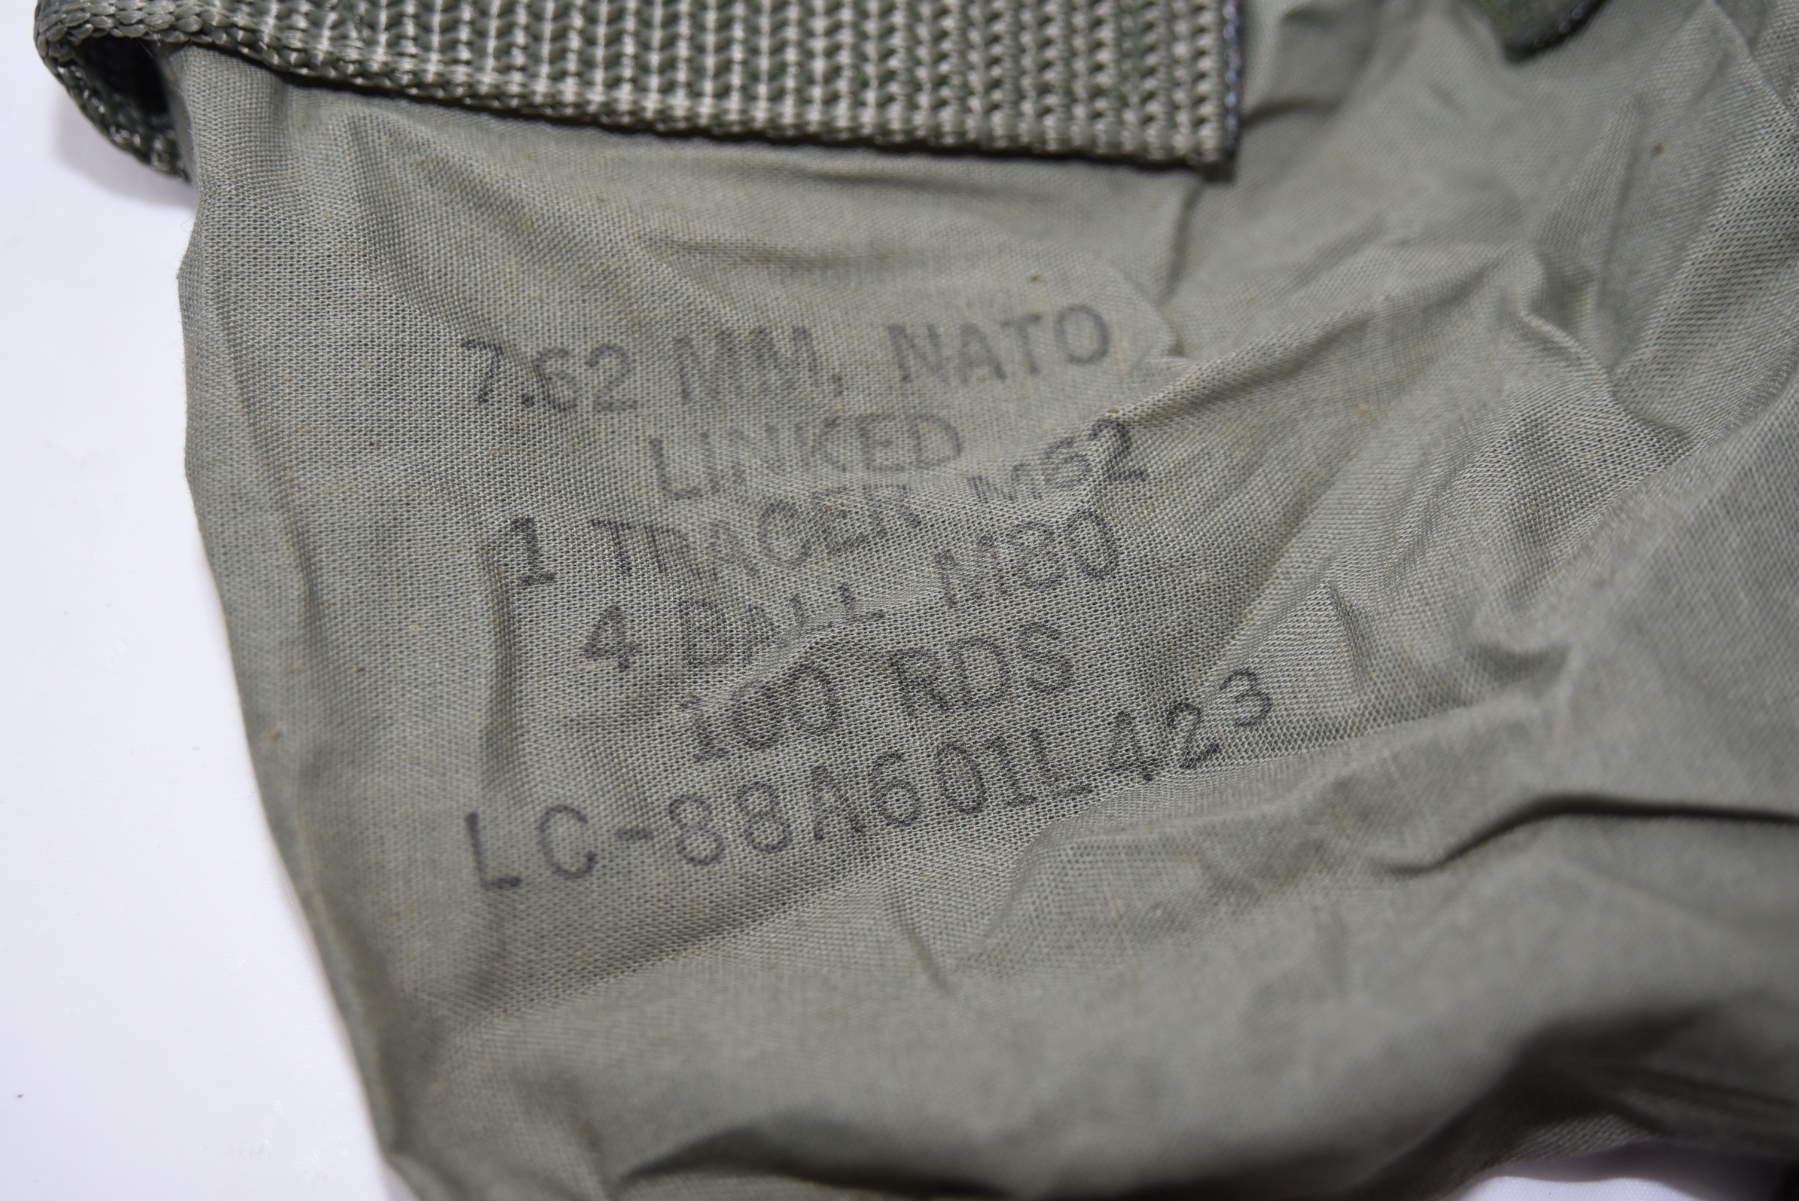 7.62 MM, NATO
LINKED
1 TRACER M62
4 BALL M80
100 RDS
LC-88A601L423